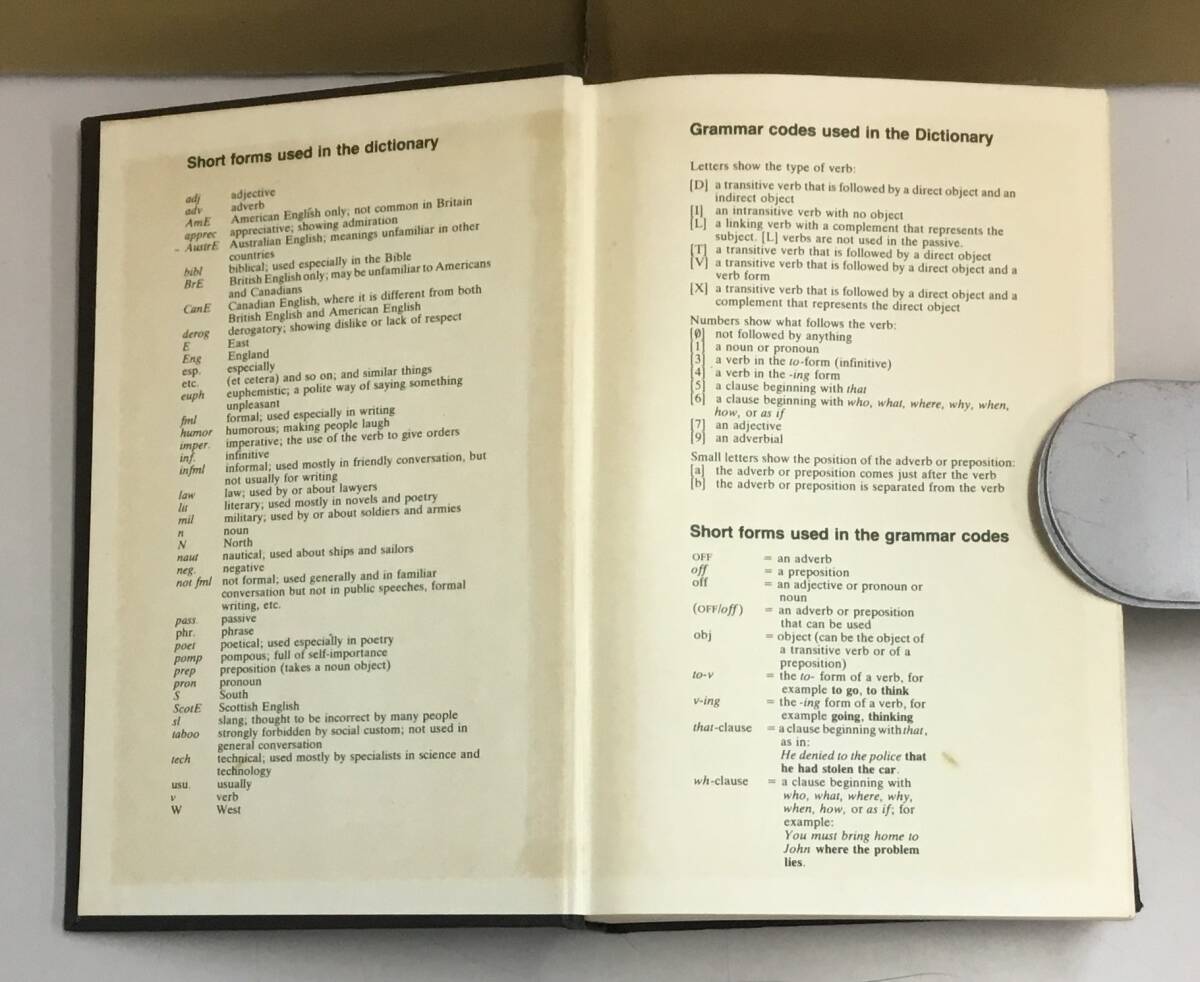 Short forms used in the dictionary
adj adjective
adv adverb
AmE American English only; not common in Britain
apprec appreciative; showing admiration
AustrE Australian English; meanings unfamiliar in other
countries
bibl biblical; used especially in the Bible
BrE British English only; may be unfamiliar to Americans
and Canadians
CanE Canadian English, where it is different from both
British English and American English
derog derogatory; showing dislike or lack of respect
E East
Eng England
esp. especially
etc. (et cetera) and so on; and similar things
euph euphemistic; a polite way of saying something
unpleasant
fml formal; used especially in writing
humor humorous; making people laugh
imper. imperative; the use of the verb to give orders
inf. infinitive
infml informal; used mostly in friendly conversation, but
not usually for writing
law law; used by or about lawyers
lit literary; used mostly in novels and poetry
mil military; used by or about soldiers and armies
n noun
N North
naut nautical; used about ships and sailors
neg. negative
not fml not formal; used generally and in familiar
conversation but not in public speeches, formal
writing, etc.
pass. passive
phr. phrase
poet poetical; used especially in poetry
pomp pompous; full of self-importance
prep preposition (takes a noun object)
pron pronoun
S South
ScotE Scottish English
sl slang; thought to be incorrect by many people
taboo strongly forbidden by social custom; not used in
general conversation
tech technical; used mostly by specialists in science and
technology
usu. usually
v verb
W West
Grammar codes used in the Dictionary
Letters show the type of verb:
[D] a transitive verb that is followed by a direct object and an
indirect object
[I] an intransitive verb with no object
[L] a linking verb with a complement that represents the
subject. [L] verbs are not used in the passive.
[T] a transitive verb that is followed by a direct object
[V] a transitive verb that is followed by a direct object and a
verb form
[X] a transitive verb that is followed by a direct object and a
complement that represents the direct object
Numbers show what follows the verb:
[Ø] not followed by anything
[1] a noun or pronoun
[3] a verb in the to-form (infinitive)
[4] a verb in the -ing form
[5] a clause beginning with that
[6] a clause beginning with who, what, where, why, when,
how, or as if
[7] an adjective
[9] an adverbial
Small letters show the position of the adverb or preposition:
[a] the adverb or preposition comes just after the verb
[b] the adverb or preposition is separated from the verb
Short forms used in the grammar codes
OFF = an adverb
off = a preposition
off = an adjective or pronoun or
noun
(OFF/off) = an adverb or preposition
that can be used
obj = object (can be the object of
a transitive verb or of a
preposition)
to-v = the to- form of a verb, for
example to go, to think
v-ing = the -ing form of a verb, for
example going, thinking
that-clause = a clause beginning with that,
as in:
He denied to the police that
he had stolen the car.
wh-clause = a clause beginning with
who, what, where, why,
when, how, or as if; for
example:
You must bring home to
John where the problem
lies.